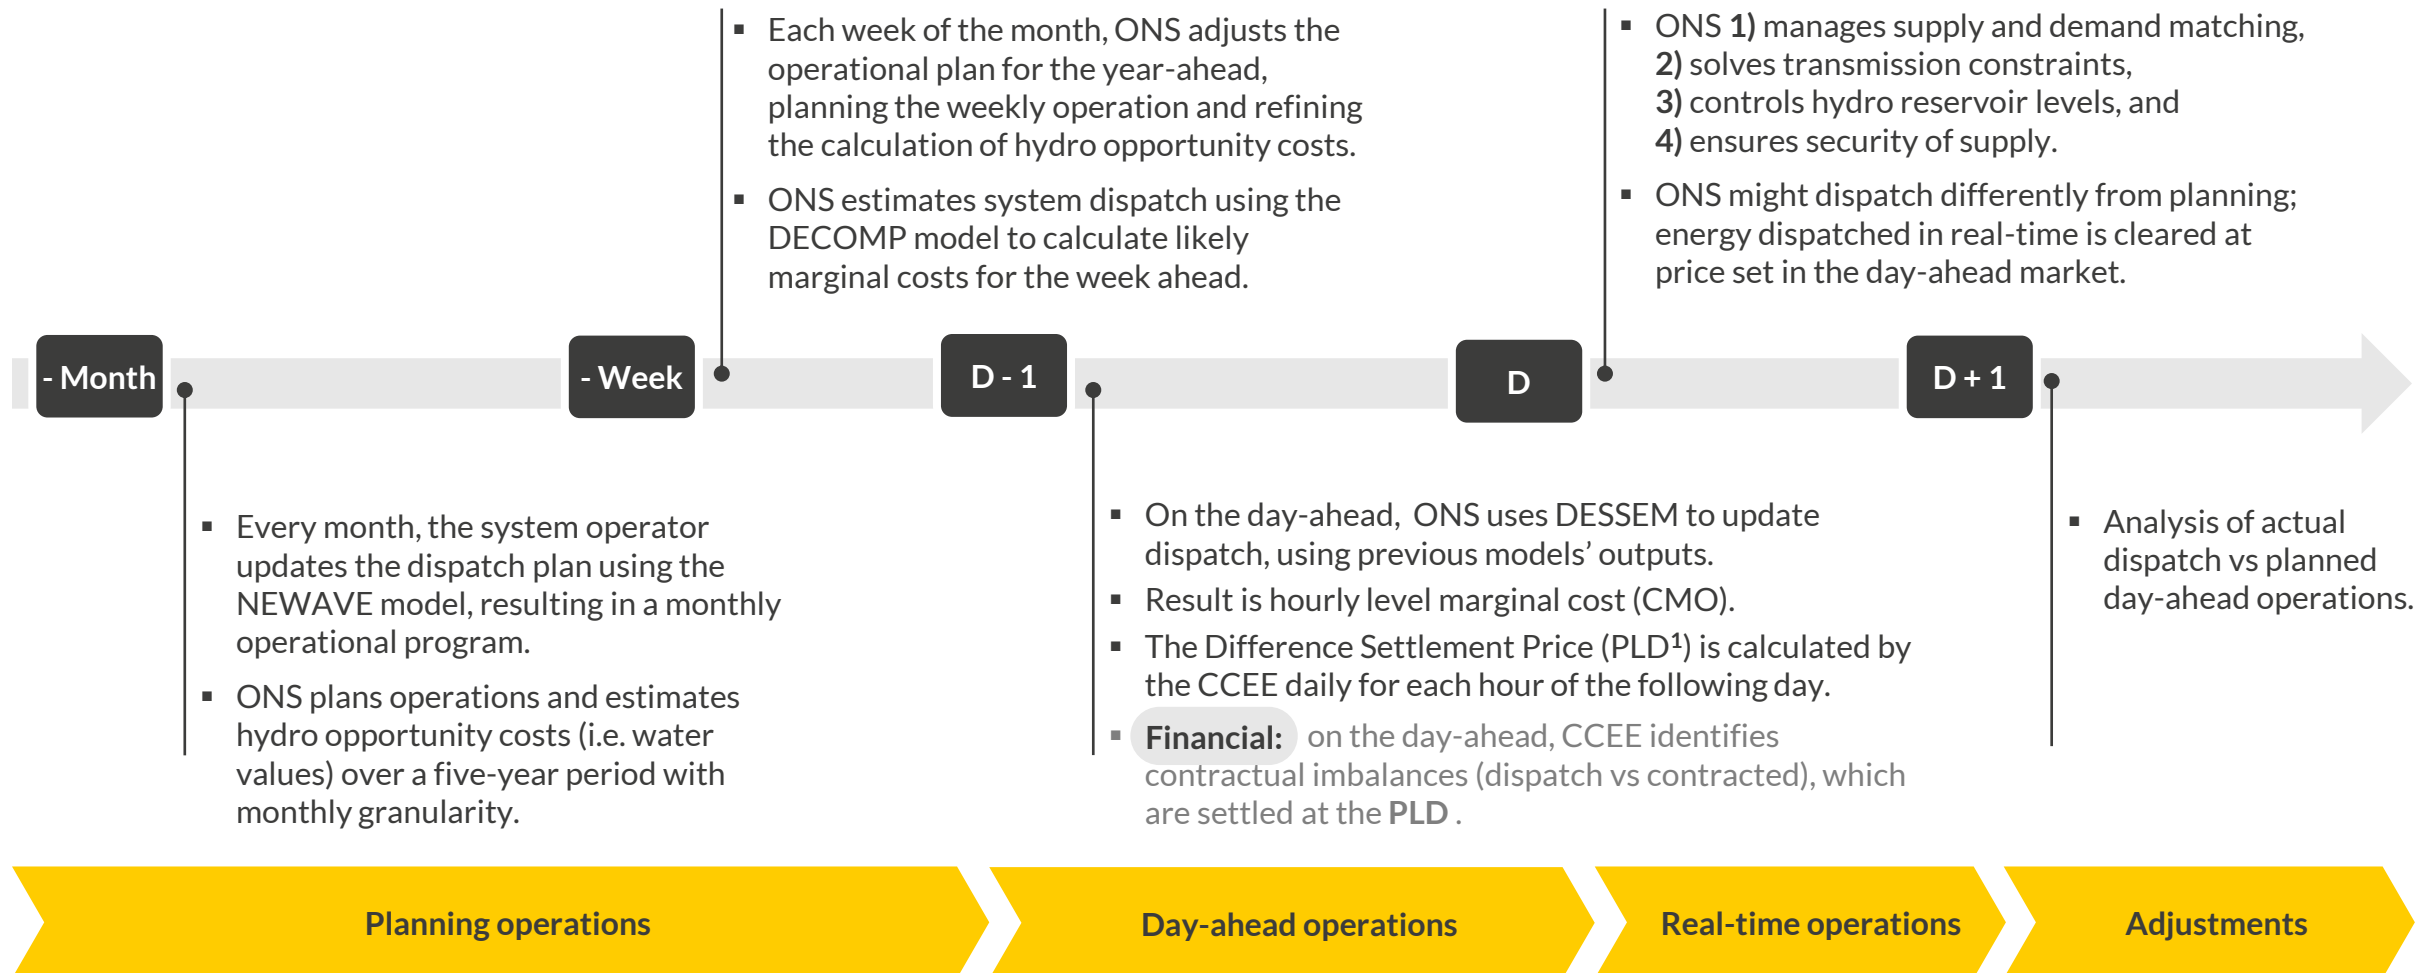 ▪ Each week of the month, ONS adjusts the
operational plan for the year-ahead,
planning the weekly operation and refining
the calculation of hydro opportunity costs.
▪ ONS estimates system dispatch using the
DECOMP model to calculate likely
marginal costs for the week ahead.
▪ ONS 1) manages supply and demand matching,
2) solves transmission constraints,
3) controls hydro reservoir levels, and
4) ensures security of supply.
▪ ONS might dispatch differently from planning;
energy dispatched in real-time is cleared at
price set in the day-ahead market.
- Month
- Week
D - 1
D
D + 1
▪ Every month, the system operator
updates the dispatch plan using the
NEWAVE model, resulting in a monthly
operational program.
▪ ONS plans operations and estimates
hydro opportunity costs (i.e. water
values) over a five-year period with
monthly granularity.
▪ On the day-ahead, ONS uses DESSEM to update
dispatch, using previous models’ outputs.
▪ Result is hourly level marginal cost (CMO).
▪ The Difference Settlement Price (PLD¹) is calculated by
the CCEE daily for each hour of the following day.
▪ Financial: on the day-ahead, CCEE identifies
contractual imbalances (dispatch vs contracted), which
are settled at the PLD .
▪ Analysis of actual
dispatch vs planned
day-ahead operations.
Planning operations
Day-ahead operations
Real-time operations
Adjustments